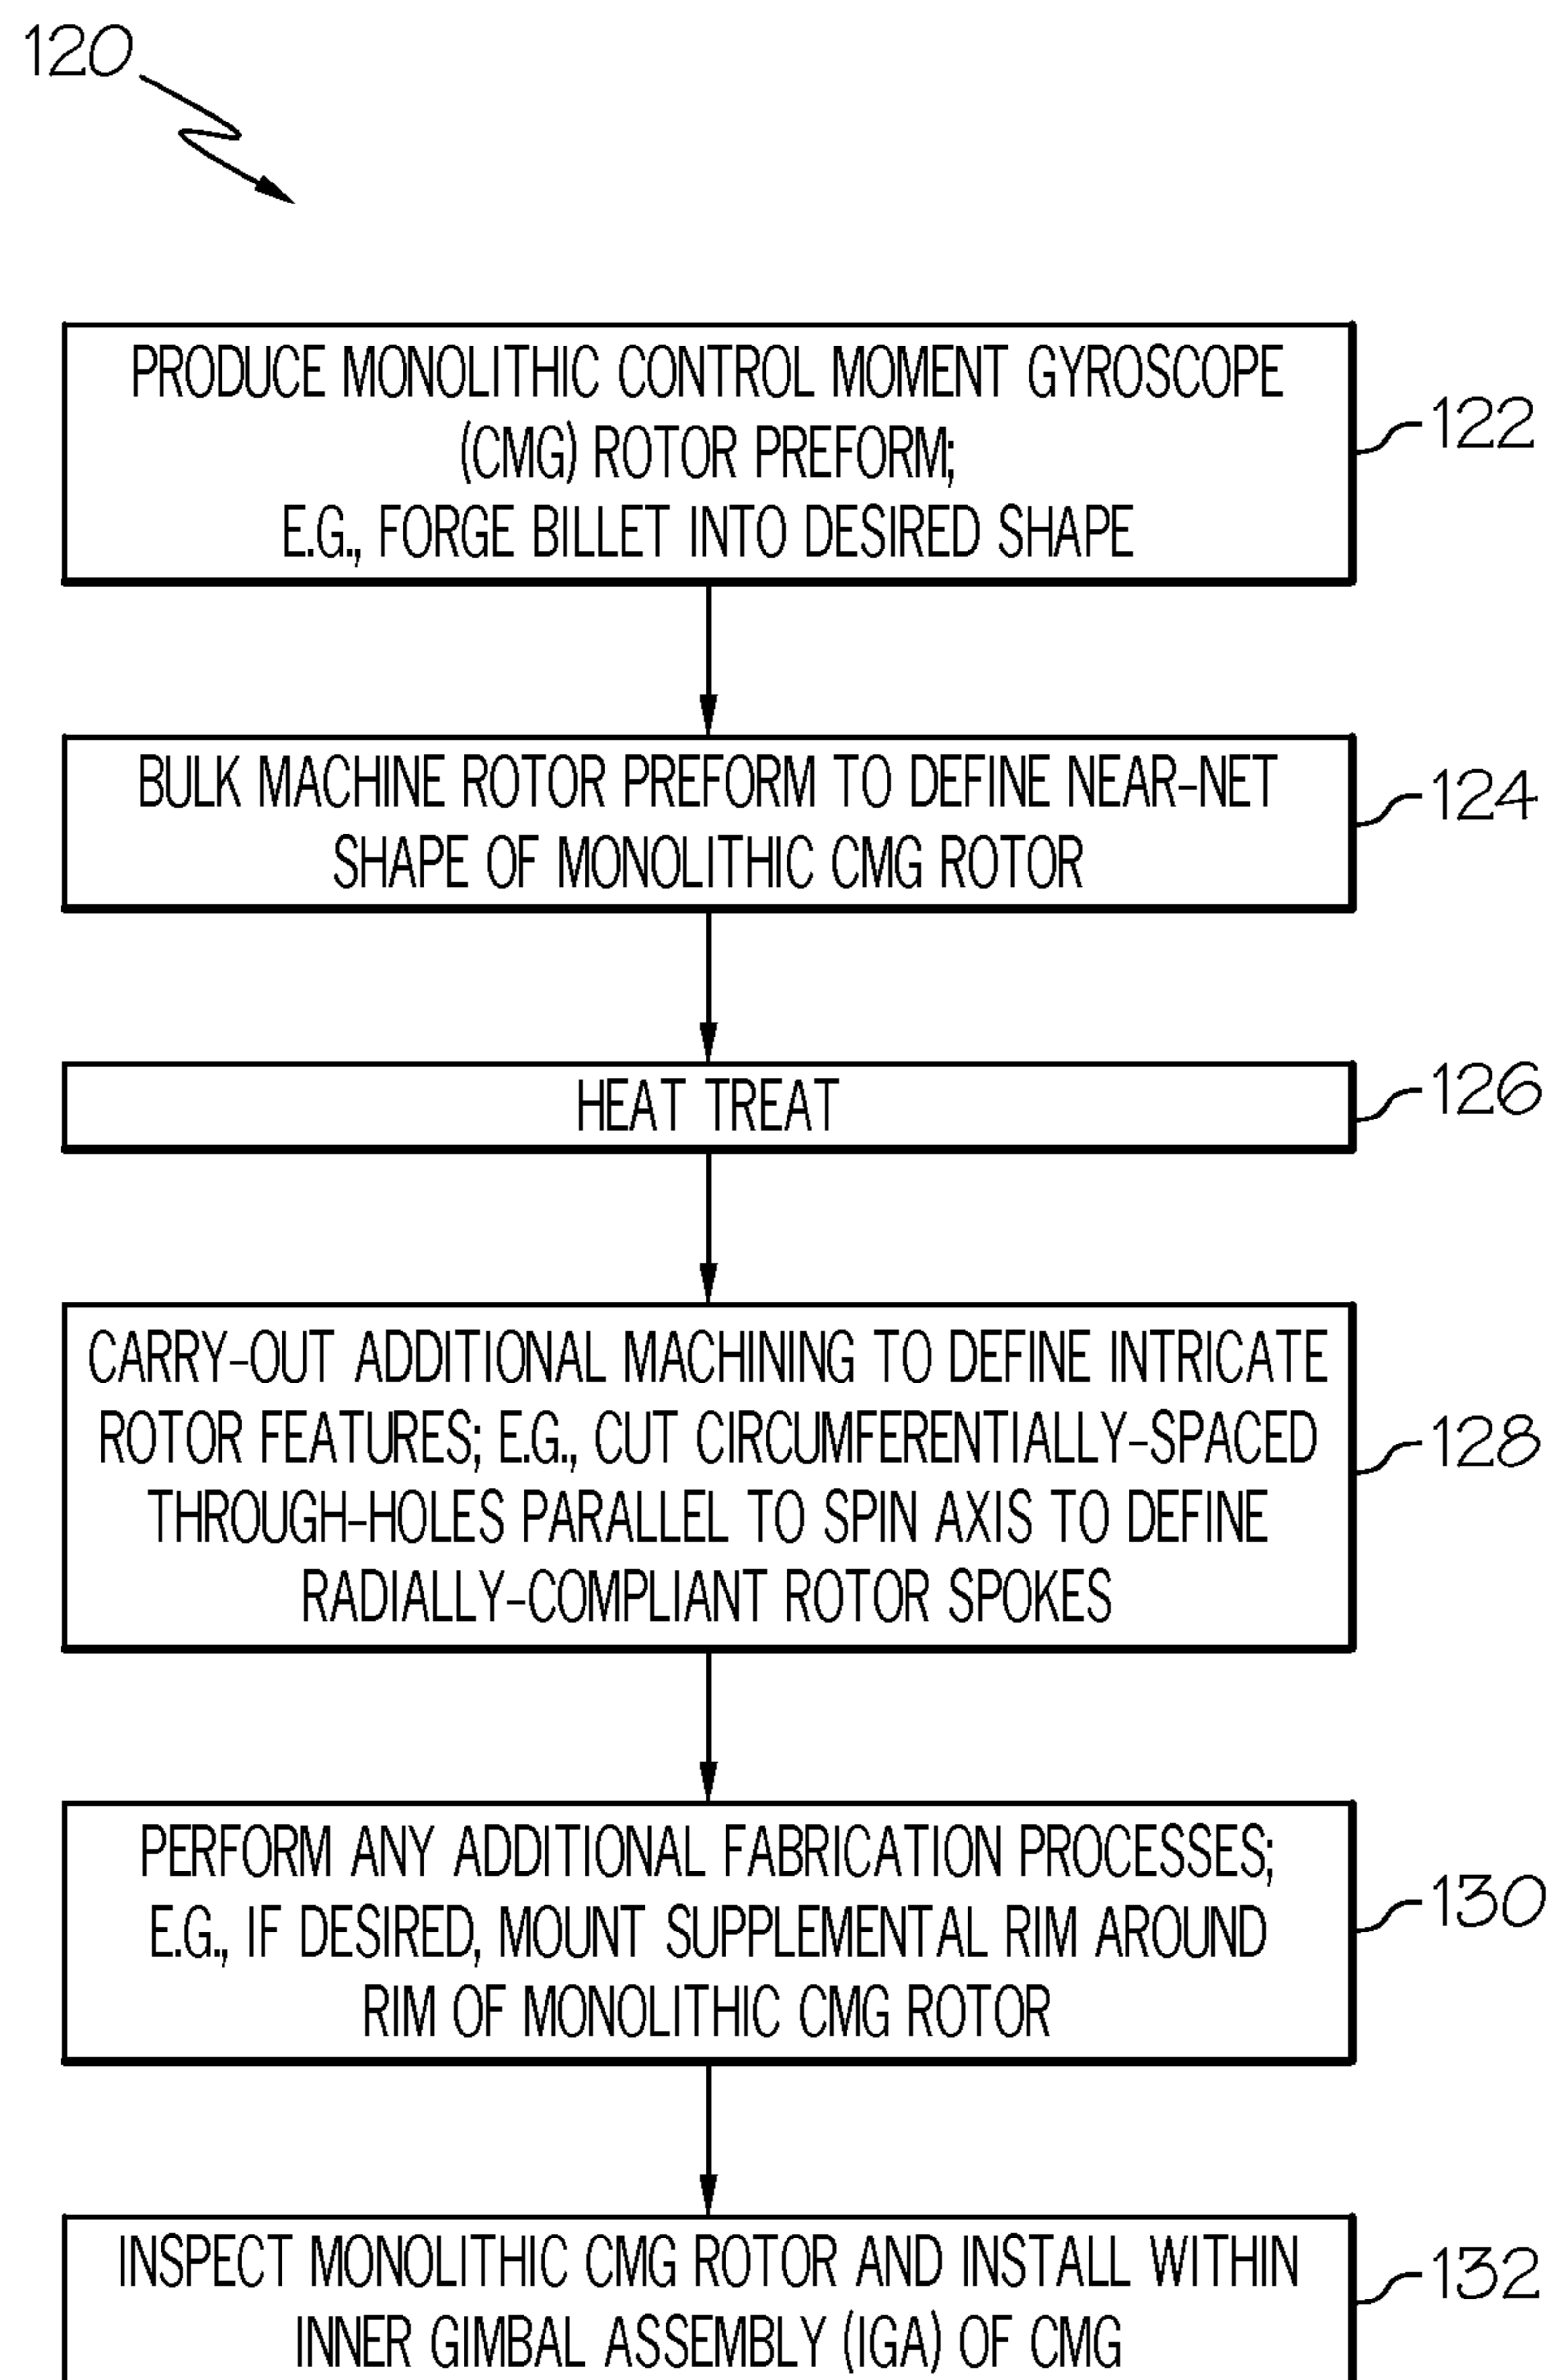 120
PRODUCE MONOLITHIC CONTROL MOMENT GYROSCOPE
(CMG) ROTOR PREFORM;
E.G., FORGE BILLET INTO DESIRED SHAPE
122
BULK MACHINE ROTOR PREFORM TO DEFINE NEAR-NET
SHAPE OF MONOLITHIC CMG ROTOR
124
HEAT TREAT
126
CARRY-OUT ADDITIONAL MACHINING TO DEFINE INTRICATE
ROTOR FEATURES; E.G., CUT CIRCUMFERENTIALLY-SPACED
THROUGH-HOLES PARALLEL TO SPIN AXIS TO DEFINE
RADIALLY-COMPLIANT ROTOR SPOKES
128
PERFORM ANY ADDITIONAL FABRICATION PROCESSES;
E.G., IF DESIRED, MOUNT SUPPLEMENTAL RIM AROUND
RIM OF MONOLITHIC CMG ROTOR
130
INSPECT MONOLITHIC CMG ROTOR AND INSTALL WITHIN
INNER GIMBAL ASSEMBLY (IGA) OF CMG
132